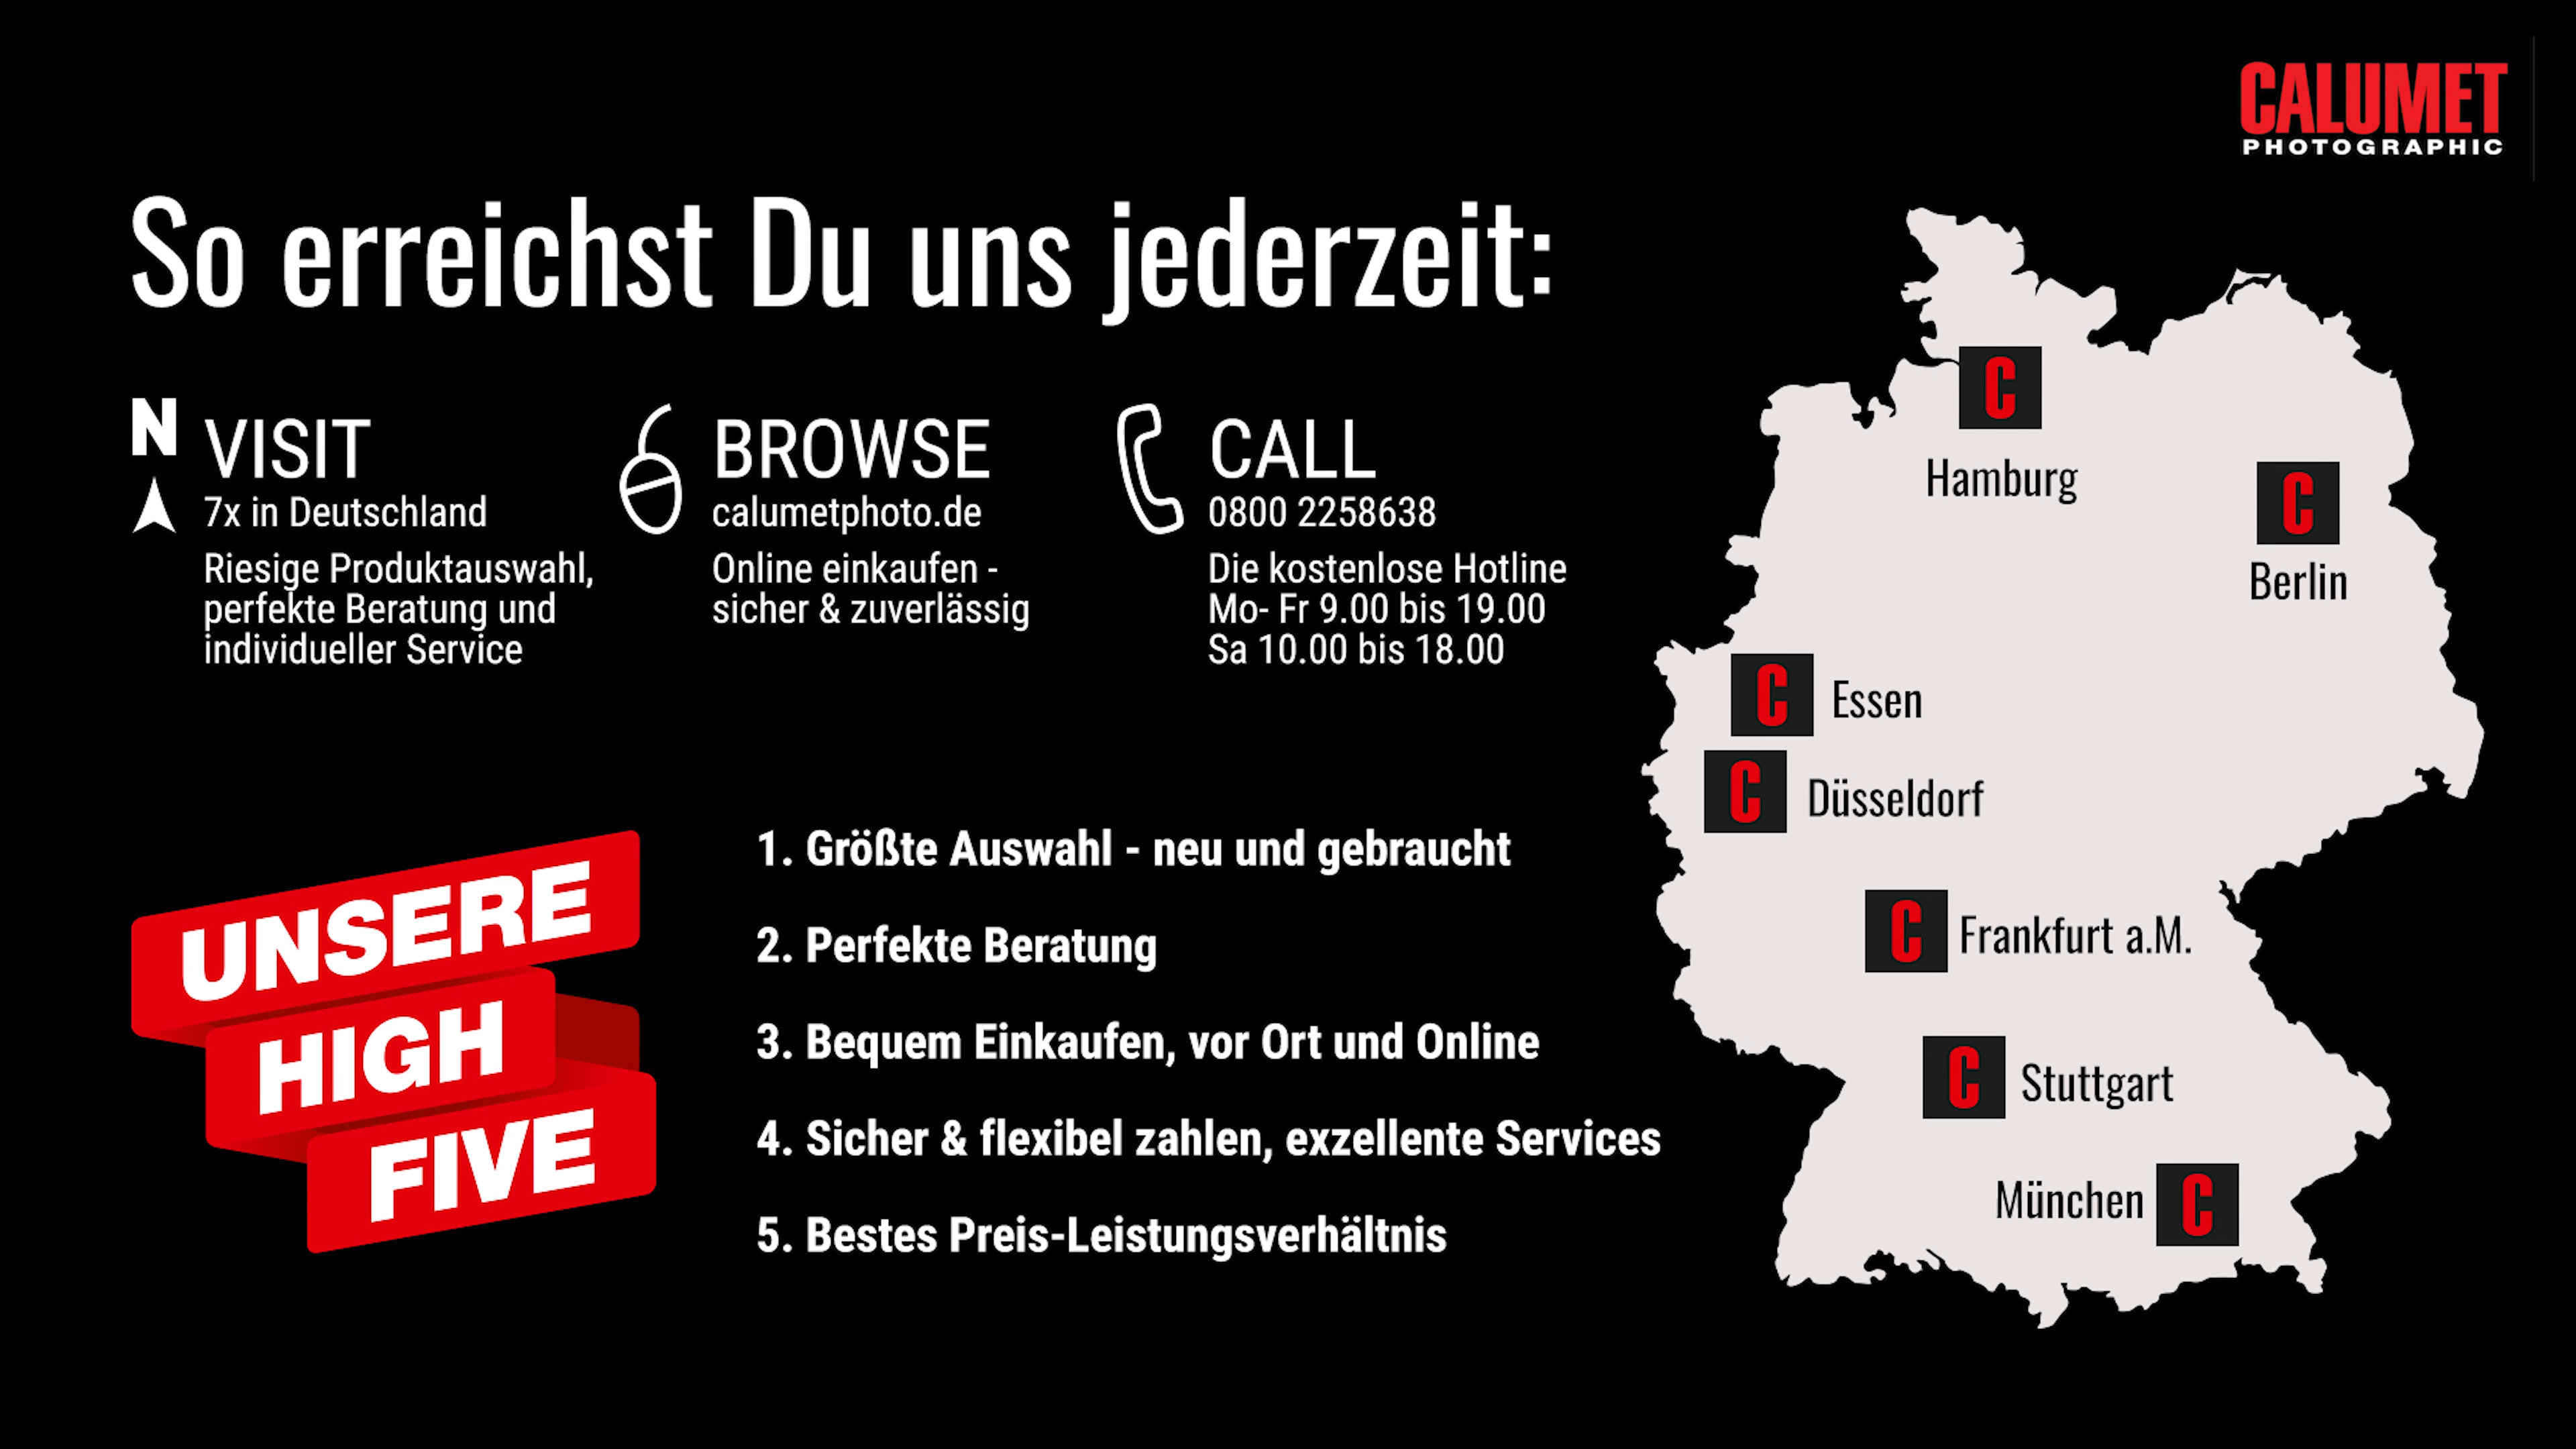 CALUMET
PHOTOGRAPHIC
So erreichst Du uns jederzeit:
N
VISIT
7x in Deutschland
Riesige Produktauswahl,
perfekte Beratung und
individueller Service
BROWSE
calumetphoto.de
Online einkaufen -
sicher & zuverlässig
CALL
0800 2258638
Die kostenlose Hotline
Mo- Fr 9.00 bis 19.00
Sa 10.00 bis 18.00
UNSERE
HIGH
FIVE
1. Größte Auswahl - neu und gebraucht
2. Perfekte Beratung
3. Bequem Einkaufen, vor Ort und Online
4. Sicher & flexibel zahlen, exzellente Services
5. Bestes Preis-Leistungsverhältnis
C
Hamburg
C
Berlin
C Essen
C Düsseldorf
C Frankfurt a.M.
C Stuttgart
München C